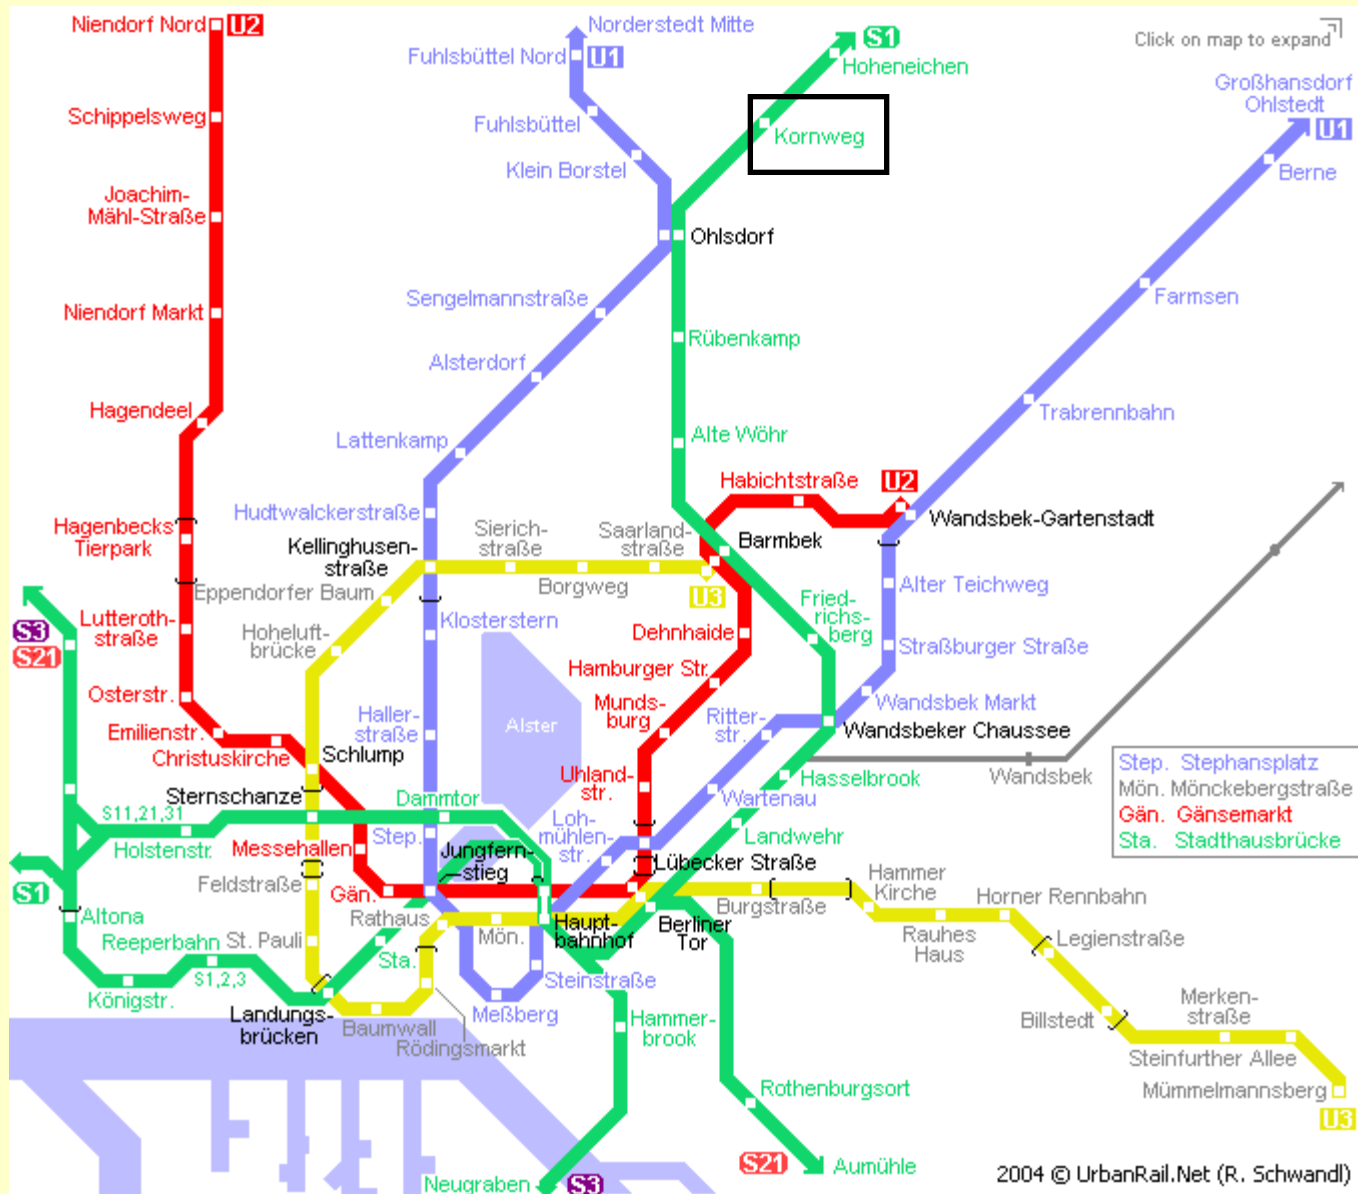 Niendorf Nord
U2
Norderstedt Mitte
Fuhlsbüttel Nord
U1
S1
Hoheneichen
Click on map to expand
Großhansdorf
Ohlstedt
U1
Schippelsweg
Fuhlsbüttel
Kornweg
Klein Borstel
Berne
Joachim-
Mähl-Straße
Ohlsdorf
Sengelmannstraße
Farmsen
Niendorf Markt
Rübenkamp
Alsterdorf
Hagendeel
Trabrennbahn
Lattenkamp
Alte Wöhr
Habichtstraße
U2
Hudtwalckerstraße
Wandsbek-Gartenstadt
Hagenbecks
Tierpark
Kellinghusen-
straße
Sierich-
straße
Saarland-
straße
Barmbek
Eppendorfer Baum
Borgweg
U3
Alter Teichweg
S3
S21
Lutteroth-
straße
Hoheluft-
brücke
Klosterstern
Dehnhaide
Fried-
richs-
berg
Straßburger Straße
Hamburger Str.
Osterstr.
Wandsbek Markt
Emilienstr.
Haller-
straße
Alster
Munds-
burg
Ritter-
str.
Wandsbeker Chaussee
Christuskirche
Schlump
Uhland-
str.
Hasselbrook
Wandsbek
Step. Stephansplatz
Mön. Mönckebergstraße
Gän. Gänsemarkt
Sta. Stadthausbrücke
Sternschanze
Dammtor
Wartenau
S11,21,31
Holstenstr.
Step.
Loh-
mühlen-
str.
Landwehr
Messehallen
Jungfern-
stieg
Lübecker Straße
S1
Feldstraße
Gän.
Burgstraße
Hammer
Kirche
Horner Rennbahn
Altona
Rathaus
Mön.
Haupt-
bahnhof
Berliner
Tor
Rauhes
Haus
Legienstraße
Reeperbahn
St. Pauli
Sta.
S1,2,3
Steinstraße
Königstr.
Landungs-
brücken
Baumwall
Rödingsmarkt
Meßberg
Hammer-
brook
Billstedt
Merken-
straße
Steinfurther Allee
Rothenburgsort
Mümmelmannsberg
U3
S21
Aumühle
Neugraben
S3
2004 © UrbanRail.Net (R. Schwandl)